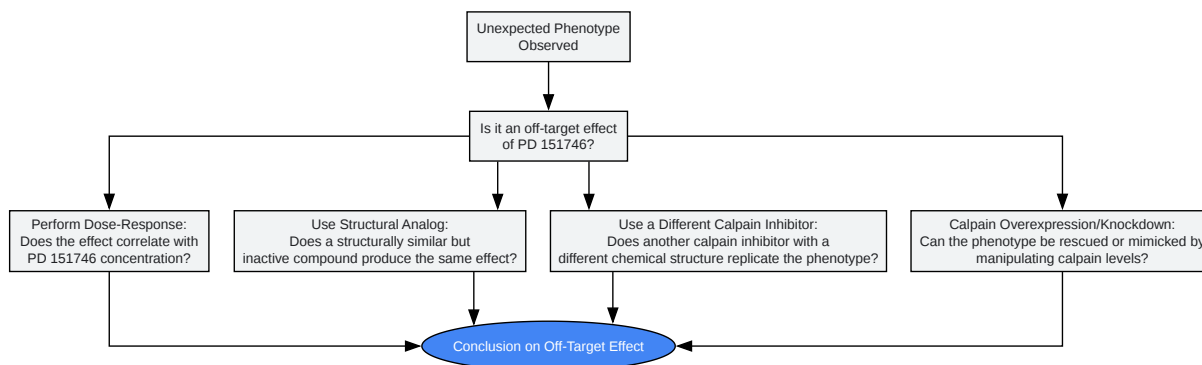 Unexpected Phenotype
Observed
Is it an off-target effect
of PD 151746?
Perform Dose-Response:
Does the effect correlate with
PD 151746 concentration?
Use Structural Analog:
Does a structurally similar but
inactive compound produce the same effect?
Use a Different Calpain Inhibitor:
Does another calpain inhibitor with a
different chemical structure replicate the phenotype?
Calpain Overexpression/Knockdown:
Can the phenotype be rescued or mimicked by
manipulating calpain levels?
Conclusion on Off-Target Effect